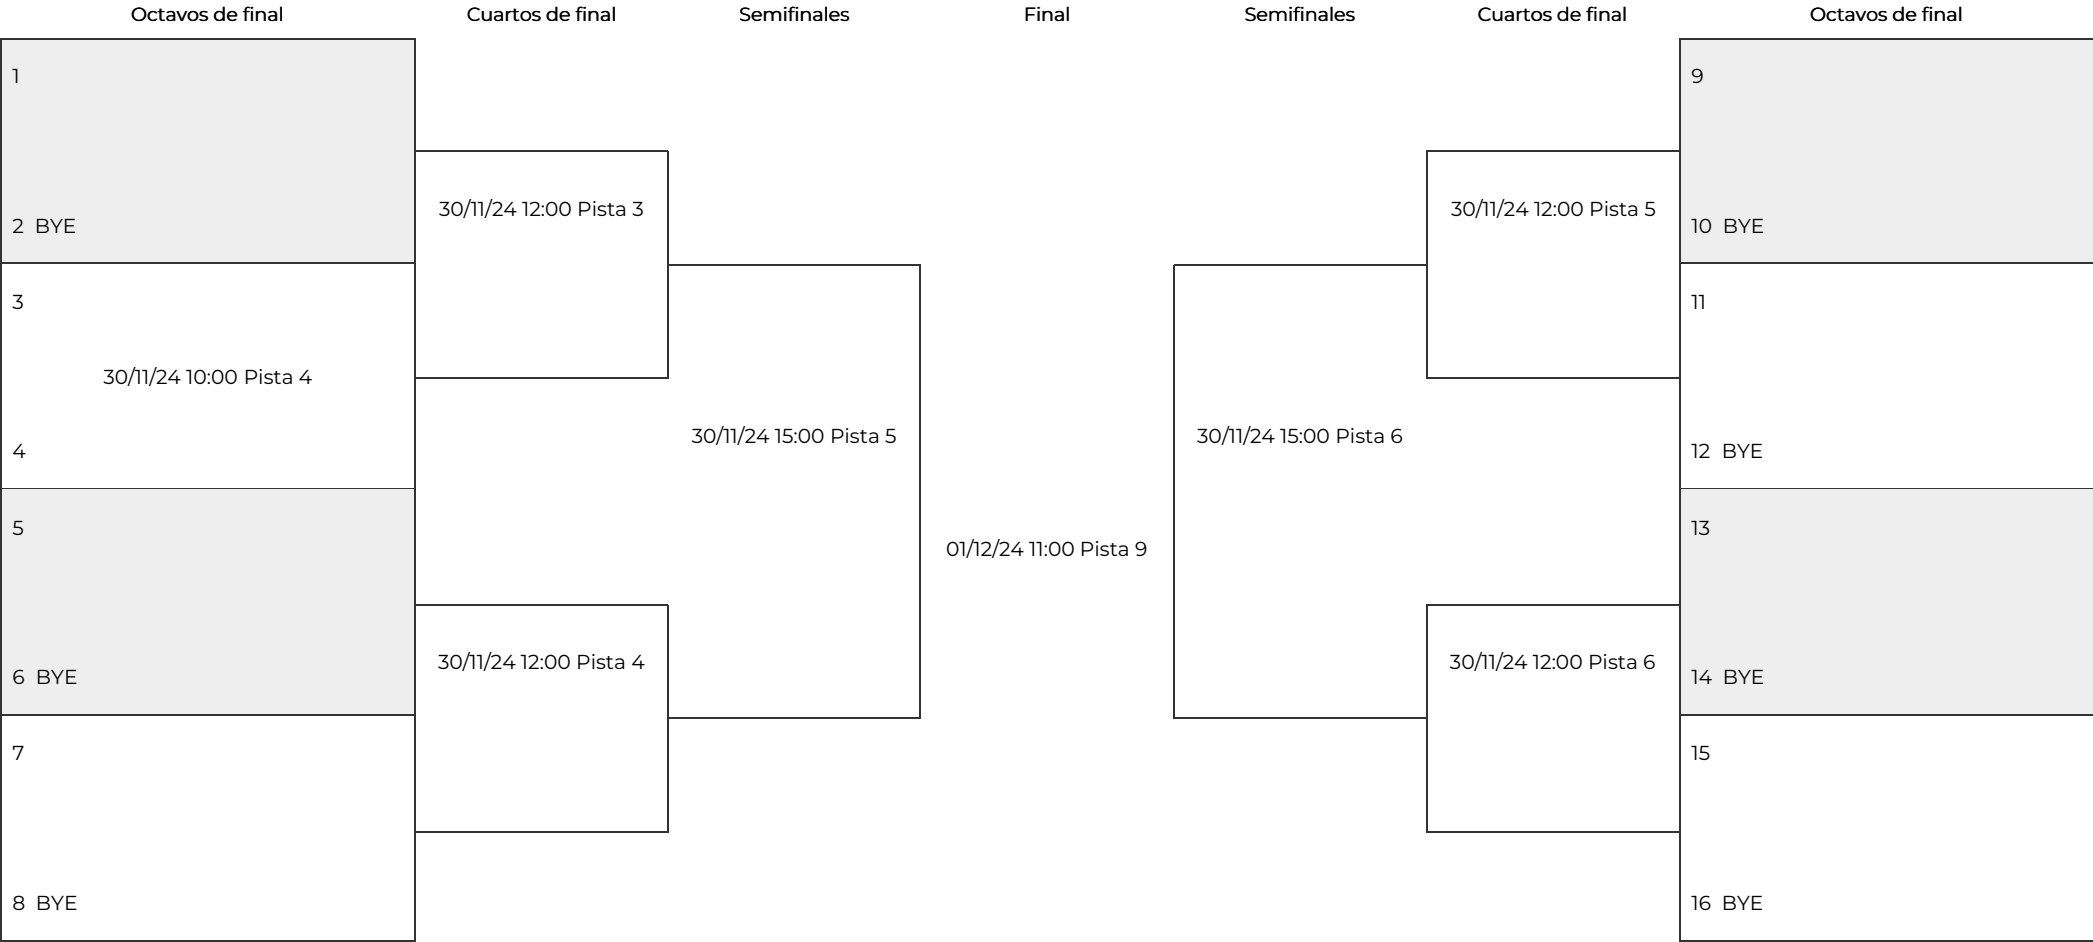 Octavos de final
Cuartos de final
Semifinales
Final
Semifinales
Cuartos de final
Octavos de final
1
2 BYE
3
30/11/24 10:00 Pista 4
4
5
6 BYE
7
8 BYE
30/11/24 12:00 Pista 3
30/11/24 12:00 Pista 4
30/11/24 15:00 Pista 5
01/12/24 11:00 Pista 9
30/11/24 15:00 Pista 6
30/11/24 12:00 Pista 5
30/11/24 12:00 Pista 6
9
10 BYE
11
12 BYE
13
14 BYE
15
16 BYE